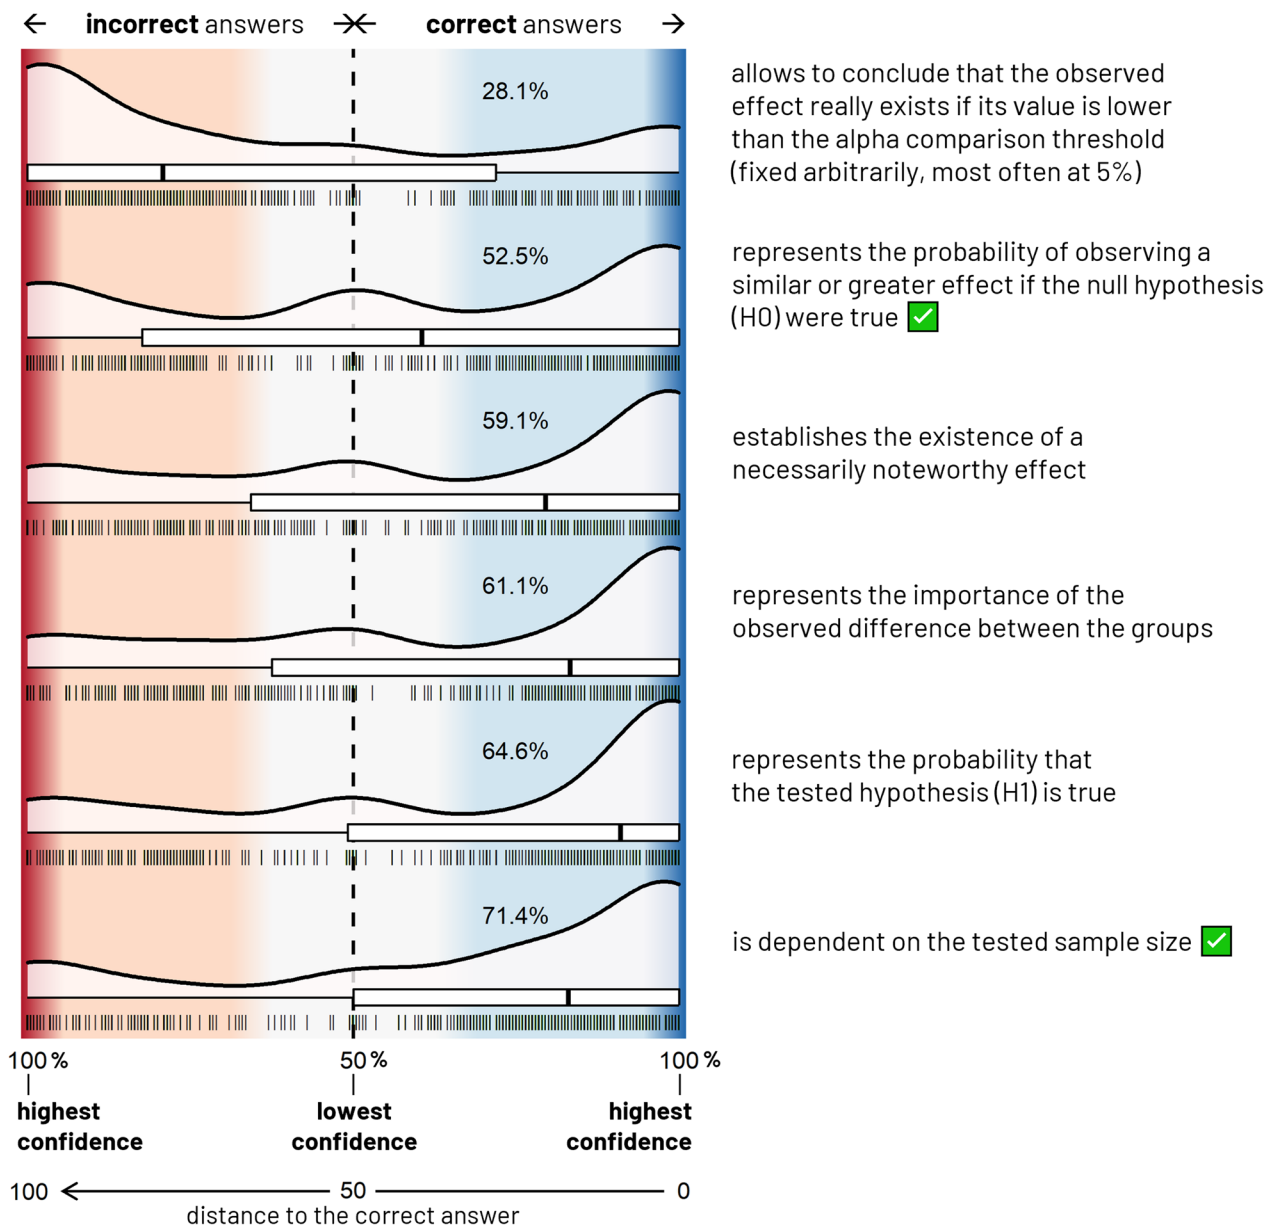 incorrect answers
correct answers
28.1%
allows to conclude that the observed
effect really exists if its value is lower
than the alpha comparison threshold
(fixed arbitrarily, most often at 5%)
52.5%
represents the probability of observing a
similar or greater effect if the null hypothesis
(H0) were true
59.1%
establishes the existence of a
necessarily noteworthy effect
61.1%
represents the importance of the
observed difference between the groups
64.6%
represents the probability that
the tested hypothesis (H1) is true
71.4%
is dependent on the tested sample size
100% 50% 100%
highest lowest highest
confidence confidence confidence
100 50 0
distance to the correct answer